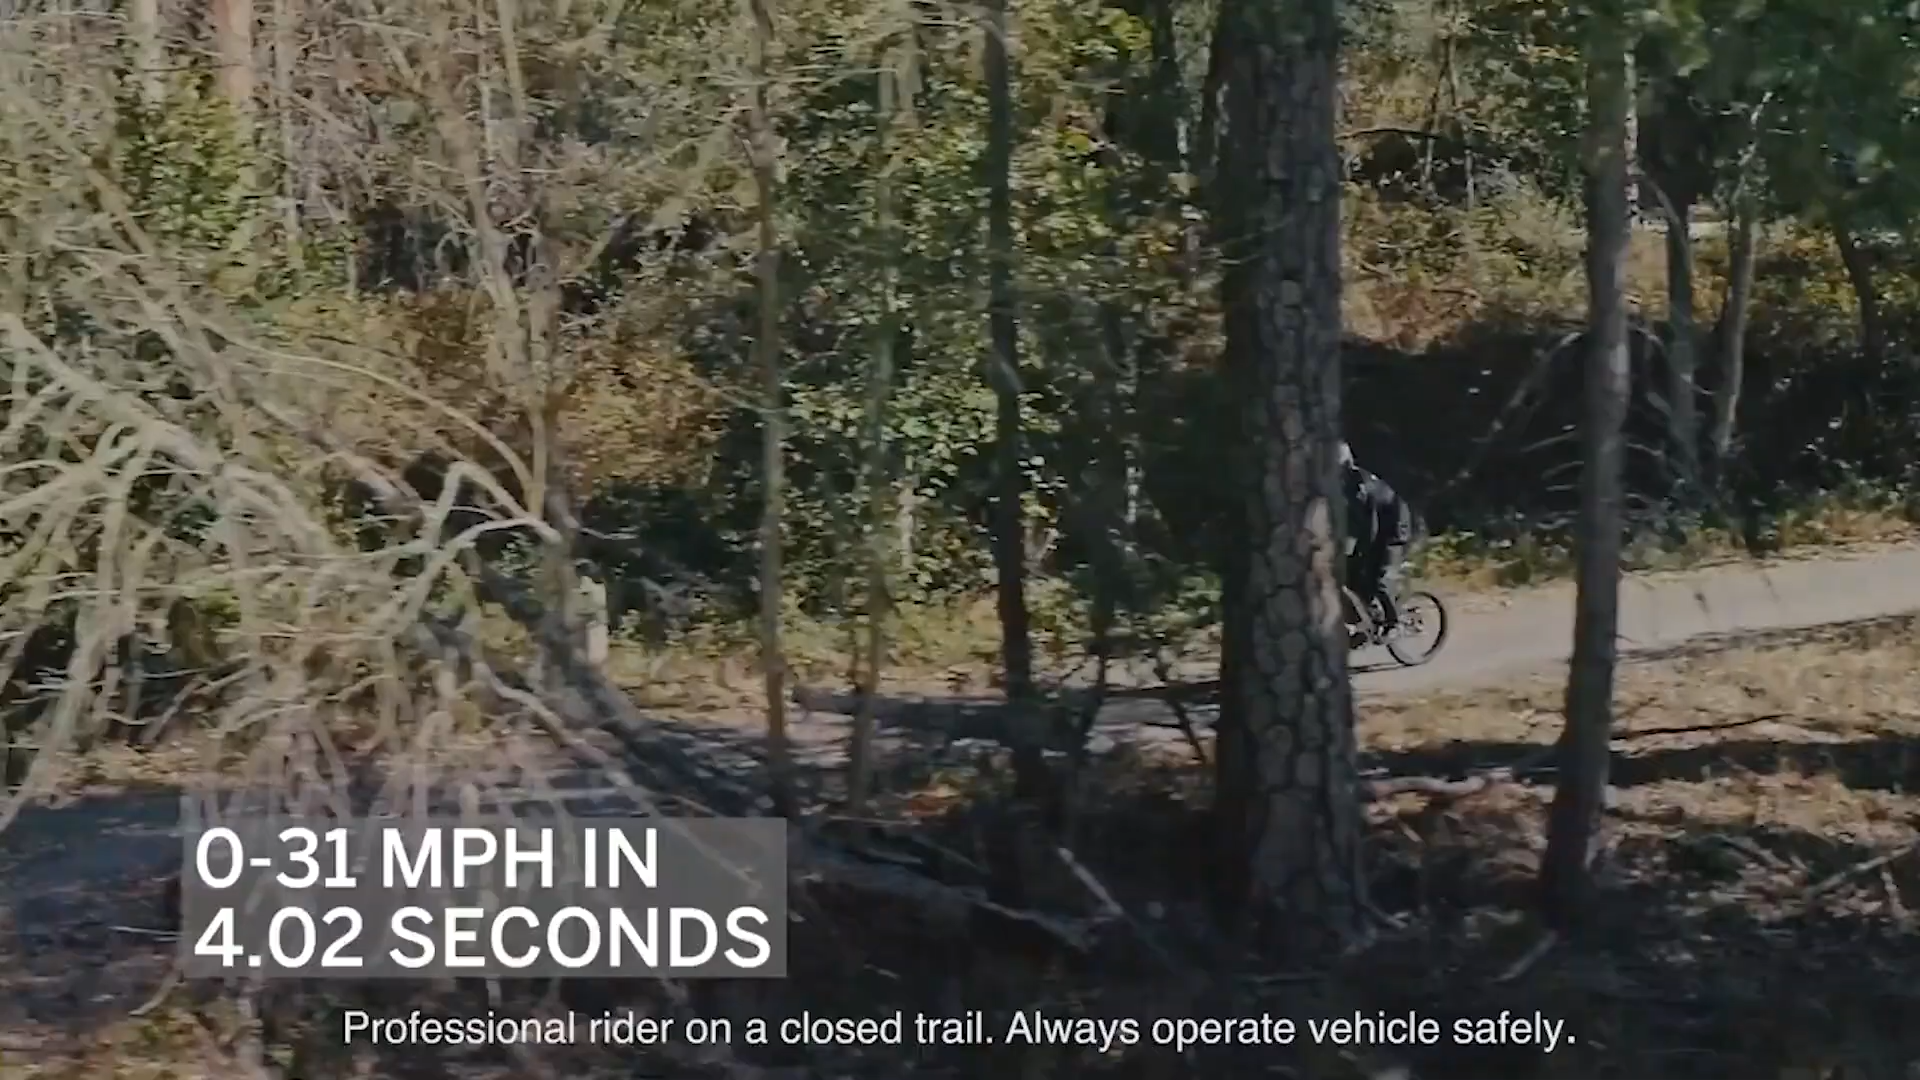 0-31 MPH IN
4.02 SECONDS
Professional rider on a closed trail. Always operate vehicle safely.